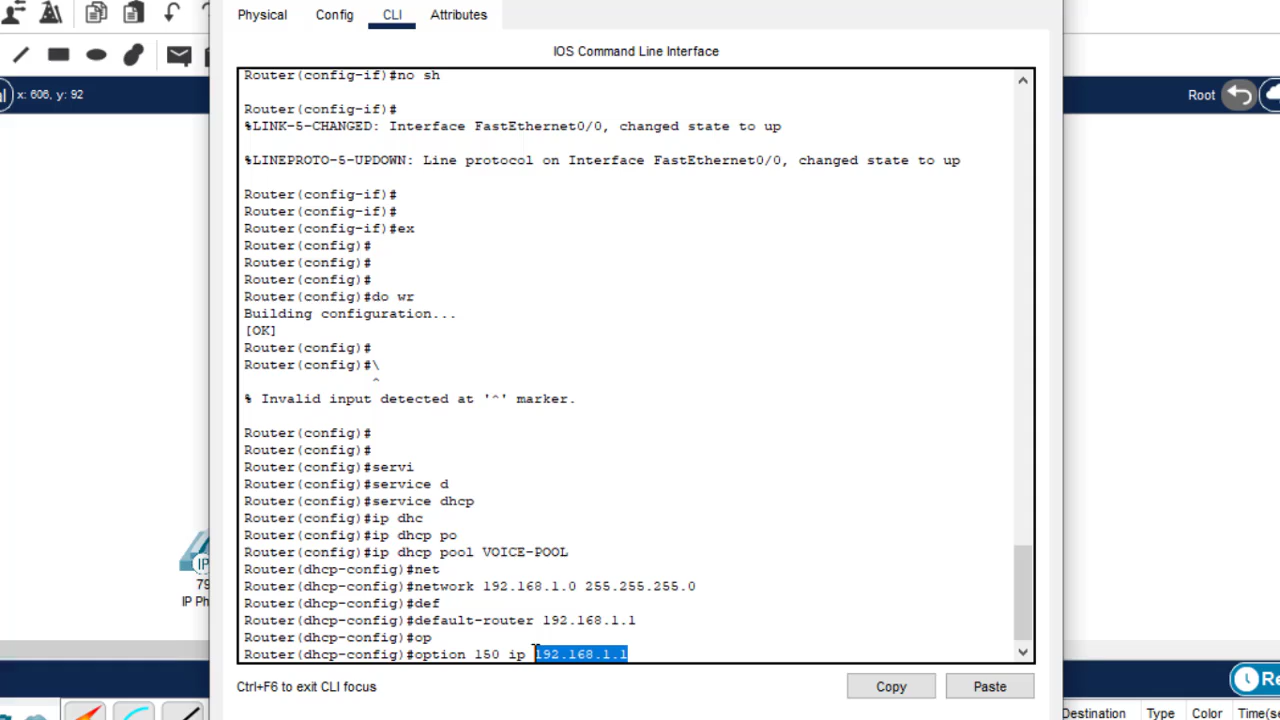 Physical
Config
CLI
Attributes
IOS Command Line Interface
x: 606, y: 92
Root
Router(config-if)#no sh
Router(config-if)#
%LINK-5-CHANGED: Interface FastEthernet0/0, changed state to up
%LINEPROTO-5-UPDOWN: Line protocol on Interface FastEthernet0/0, changed state to up
Router(config-if)#
Router(config-if)#
Router(config-if)#ex
Router(config)#
Router(config)#
Router(config)#
Router(config)#do wr
Building configuration...
[OK]
Router(config)#
Router(config)#\
^
% Invalid input detected at '^' marker.
Router(config)#
Router(config)#
Router(config)#servi
Router(config)#service d
Router(config)#service dhcp
Router(config)#ip dhc
Router(config)#ip dhcp po
Router(config)#ip dhcp pool VOICE-POOL
Router(dhcp-config)#net
Router(dhcp-config)#network 192.168.1.0 255.255.255.0
Router(dhcp-config)#def
Router(dhcp-config)#default-router 192.168.1.1
Router(dhcp-config)#op
Router(dhcp-config)#option 150 ip 192.168.1.1
IP
79
IP Ph
Ctrl+F6 to exit CLI focus
Copy
Paste
Re
Destination
Type
Color
Time(se